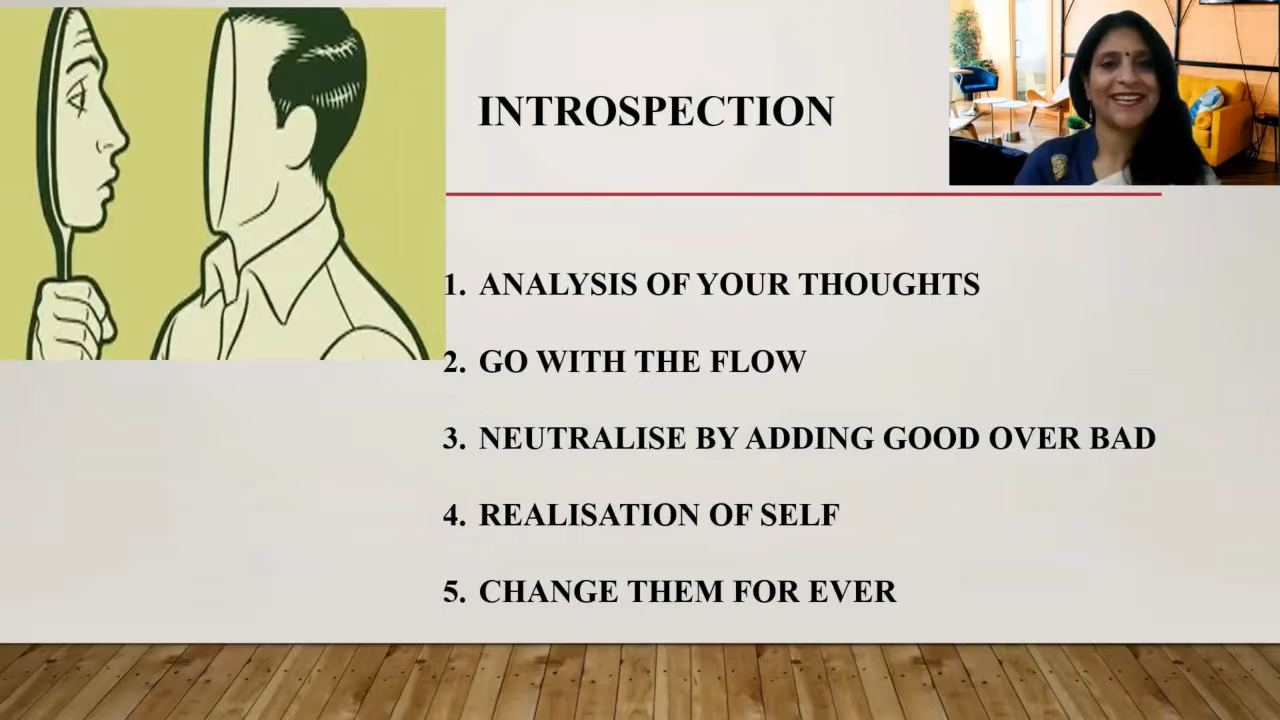 INTROSPECTION
1. ANALYSIS OF YOUR THOUGHTS
2. GO WITH THE FLOW
3. NEUTRALISE BY ADDING GOOD OVER BAD
4. REALISATION OF SELF
5. CHANGE THEM FOR EVER